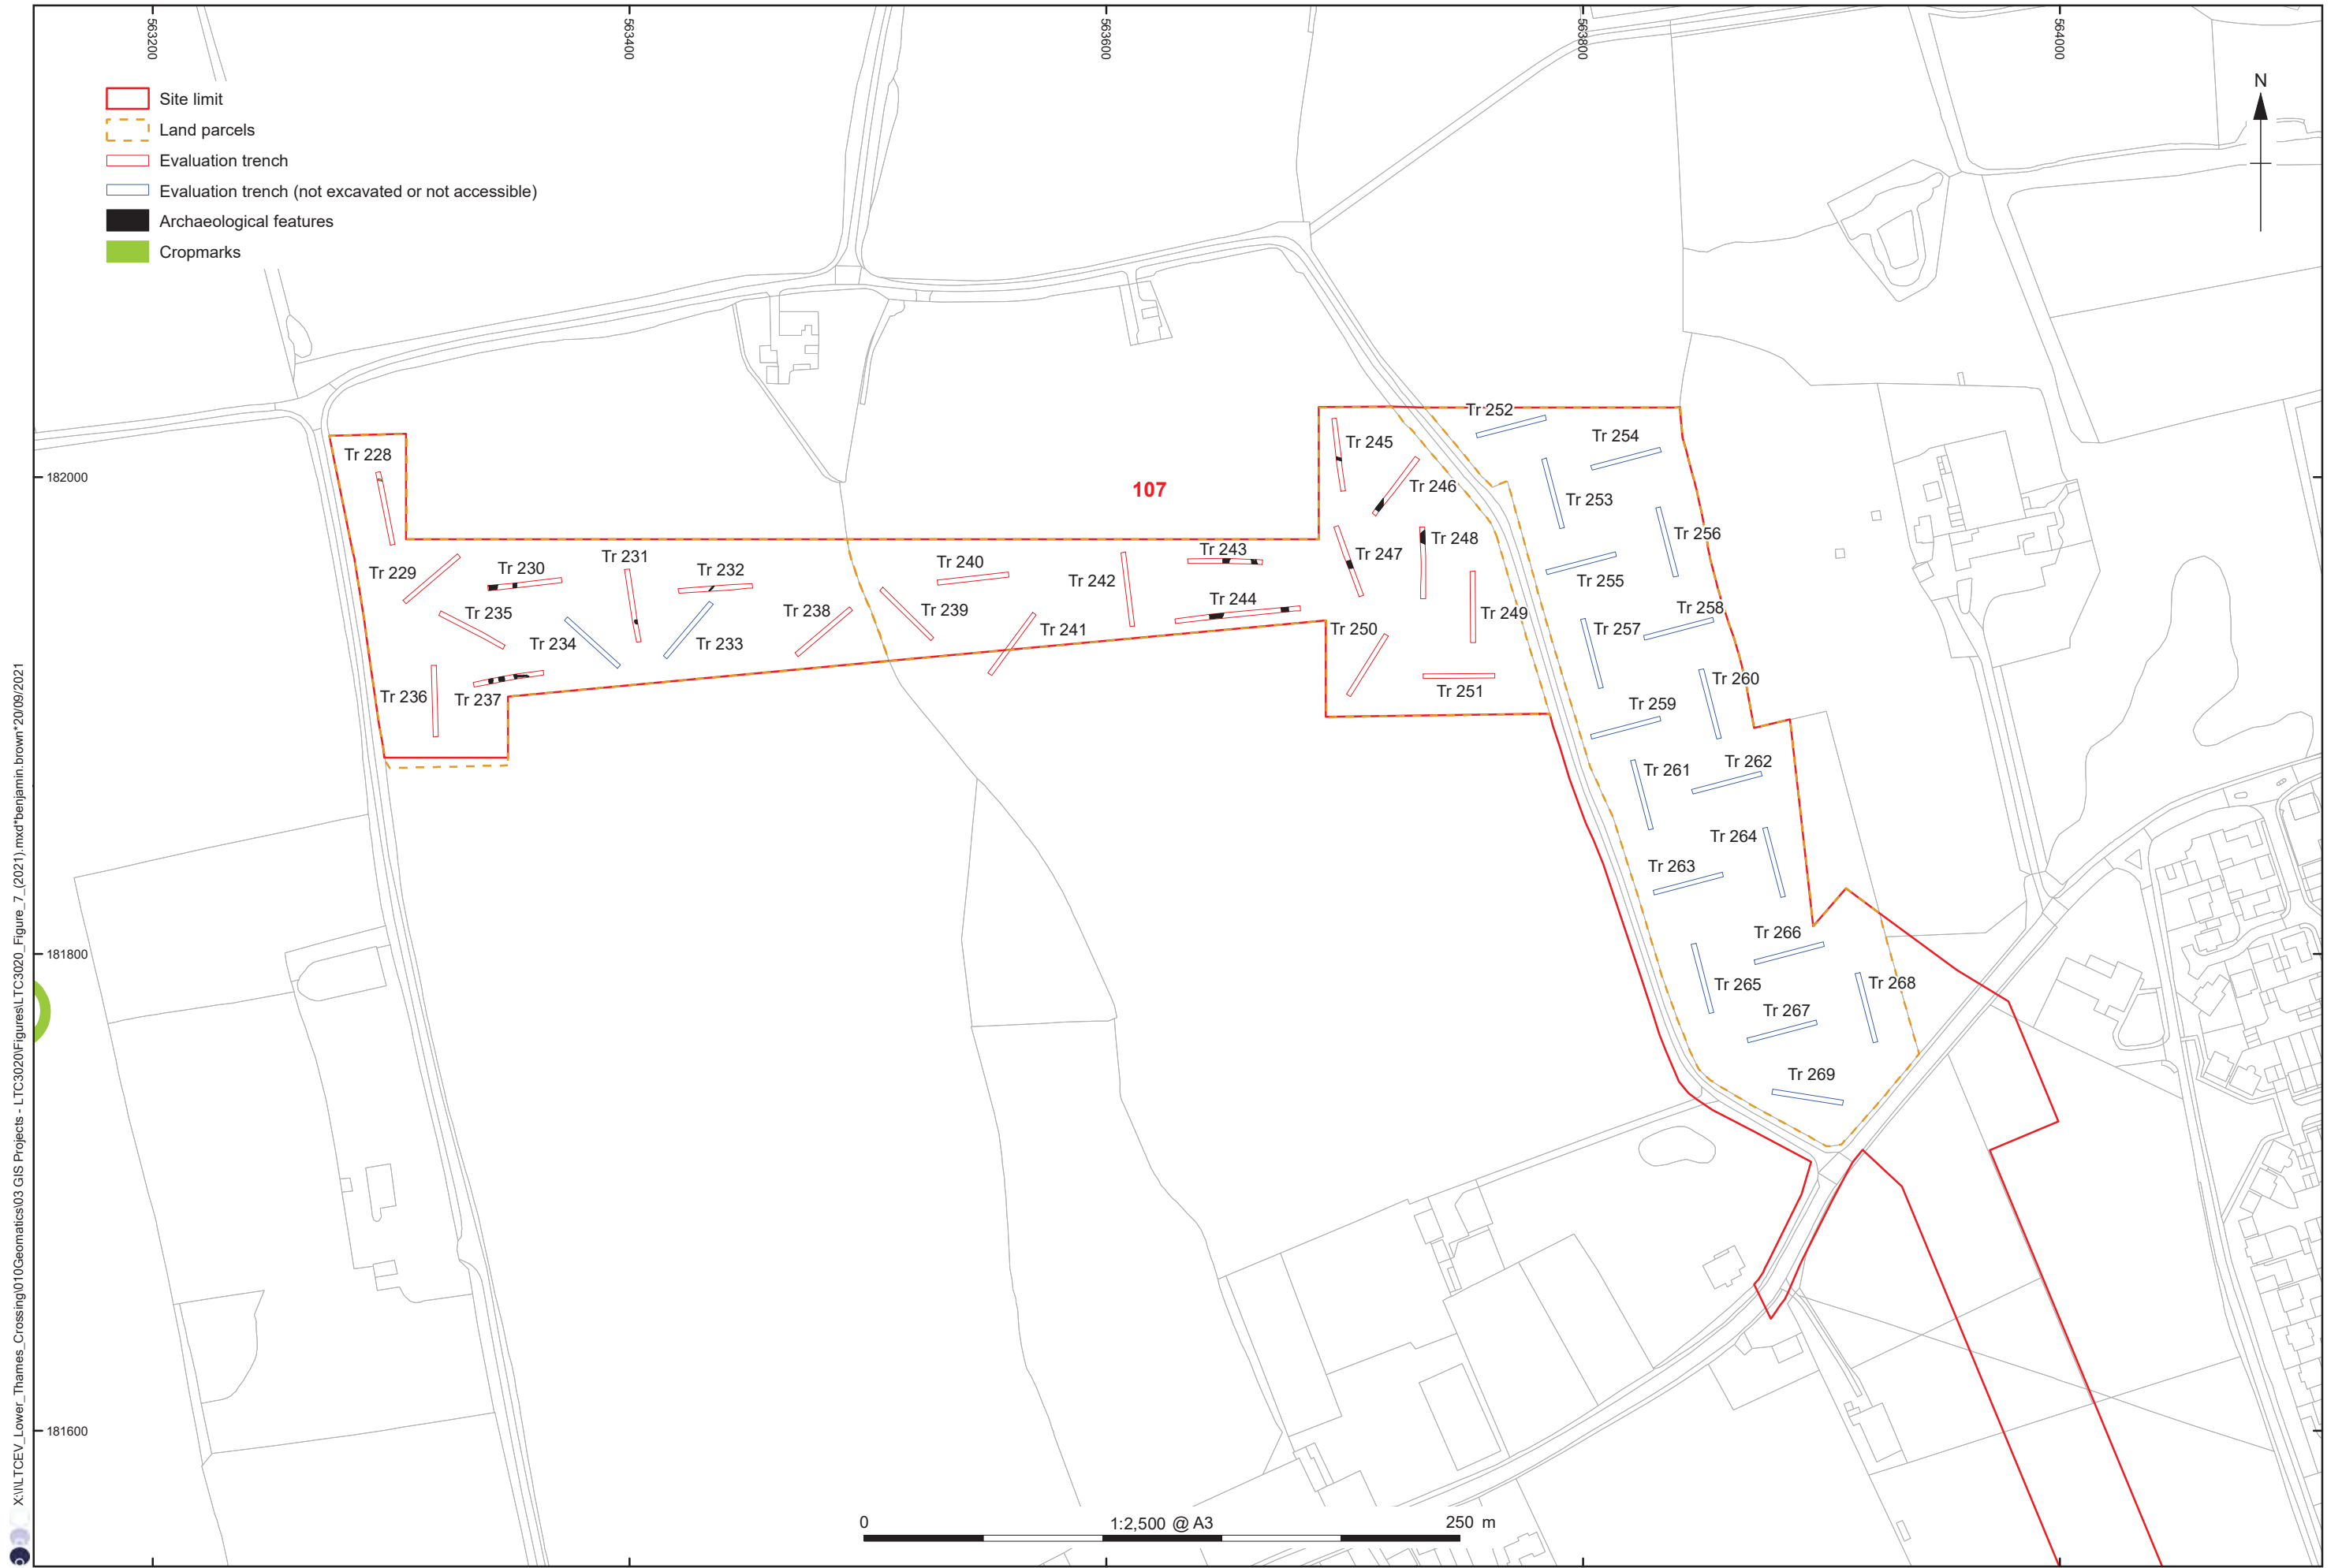 563200
563400
563600
563800
564000
N
Site limit
Land parcels
Evaluation trench
Evaluation trench (not excavated or not accessible)
Archaeological features
Cropmarks
182000
181800
181600
107
Tr 228
Tr 229
Tr 230
Tr 231
Tr 232
Tr 233
Tr 234
Tr 235
Tr 236
Tr 237
Tr 238
Tr 239
Tr 240
Tr 241
Tr 242
Tr 243
Tr 244
Tr 245
Tr 246
Tr 247
Tr 248
Tr 249
Tr 250
Tr 251
Tr 252
Tr 253
Tr 254
Tr 255
Tr 256
Tr 257
Tr 258
Tr 259
Tr 260
Tr 261
Tr 262
Tr 263
Tr 264
Tr 265
Tr 266
Tr 267
Tr 268
Tr 269
0 1:2,500 @ A3 250 m
X:\l\LTCEV_Lower_Thames_Crossing\010Geomatics\03 GIS Projects - LTC3020\Figures\LTC3020_Figure_7_(2021).mxd*benjamin.brown*20/09/2021